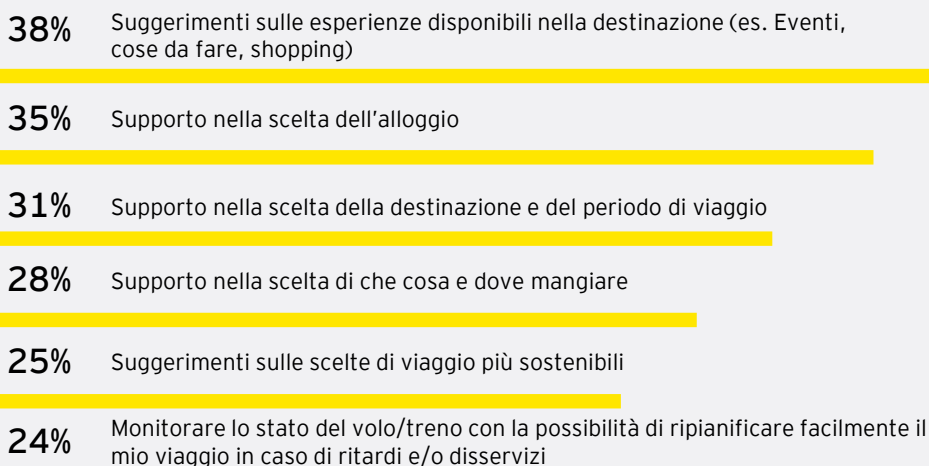 38%
Suggerimenti sulle esperienze disponibili nella destinazione (es. Eventi,
cose da fare, shopping)
35%
Supporto nella scelta dell'alloggio
31%
Supporto nella scelta della destinazione e del periodo di viaggio
28%
Supporto nella scelta di che cosa e dove mangiare
25%
Suggerimenti sulle scelte di viaggio più sostenibili
24%
Monitorare lo stato del volo/treno con la possibilità di ripianificare facilmente il
mio viaggio in caso di ritardi e/o disservizi